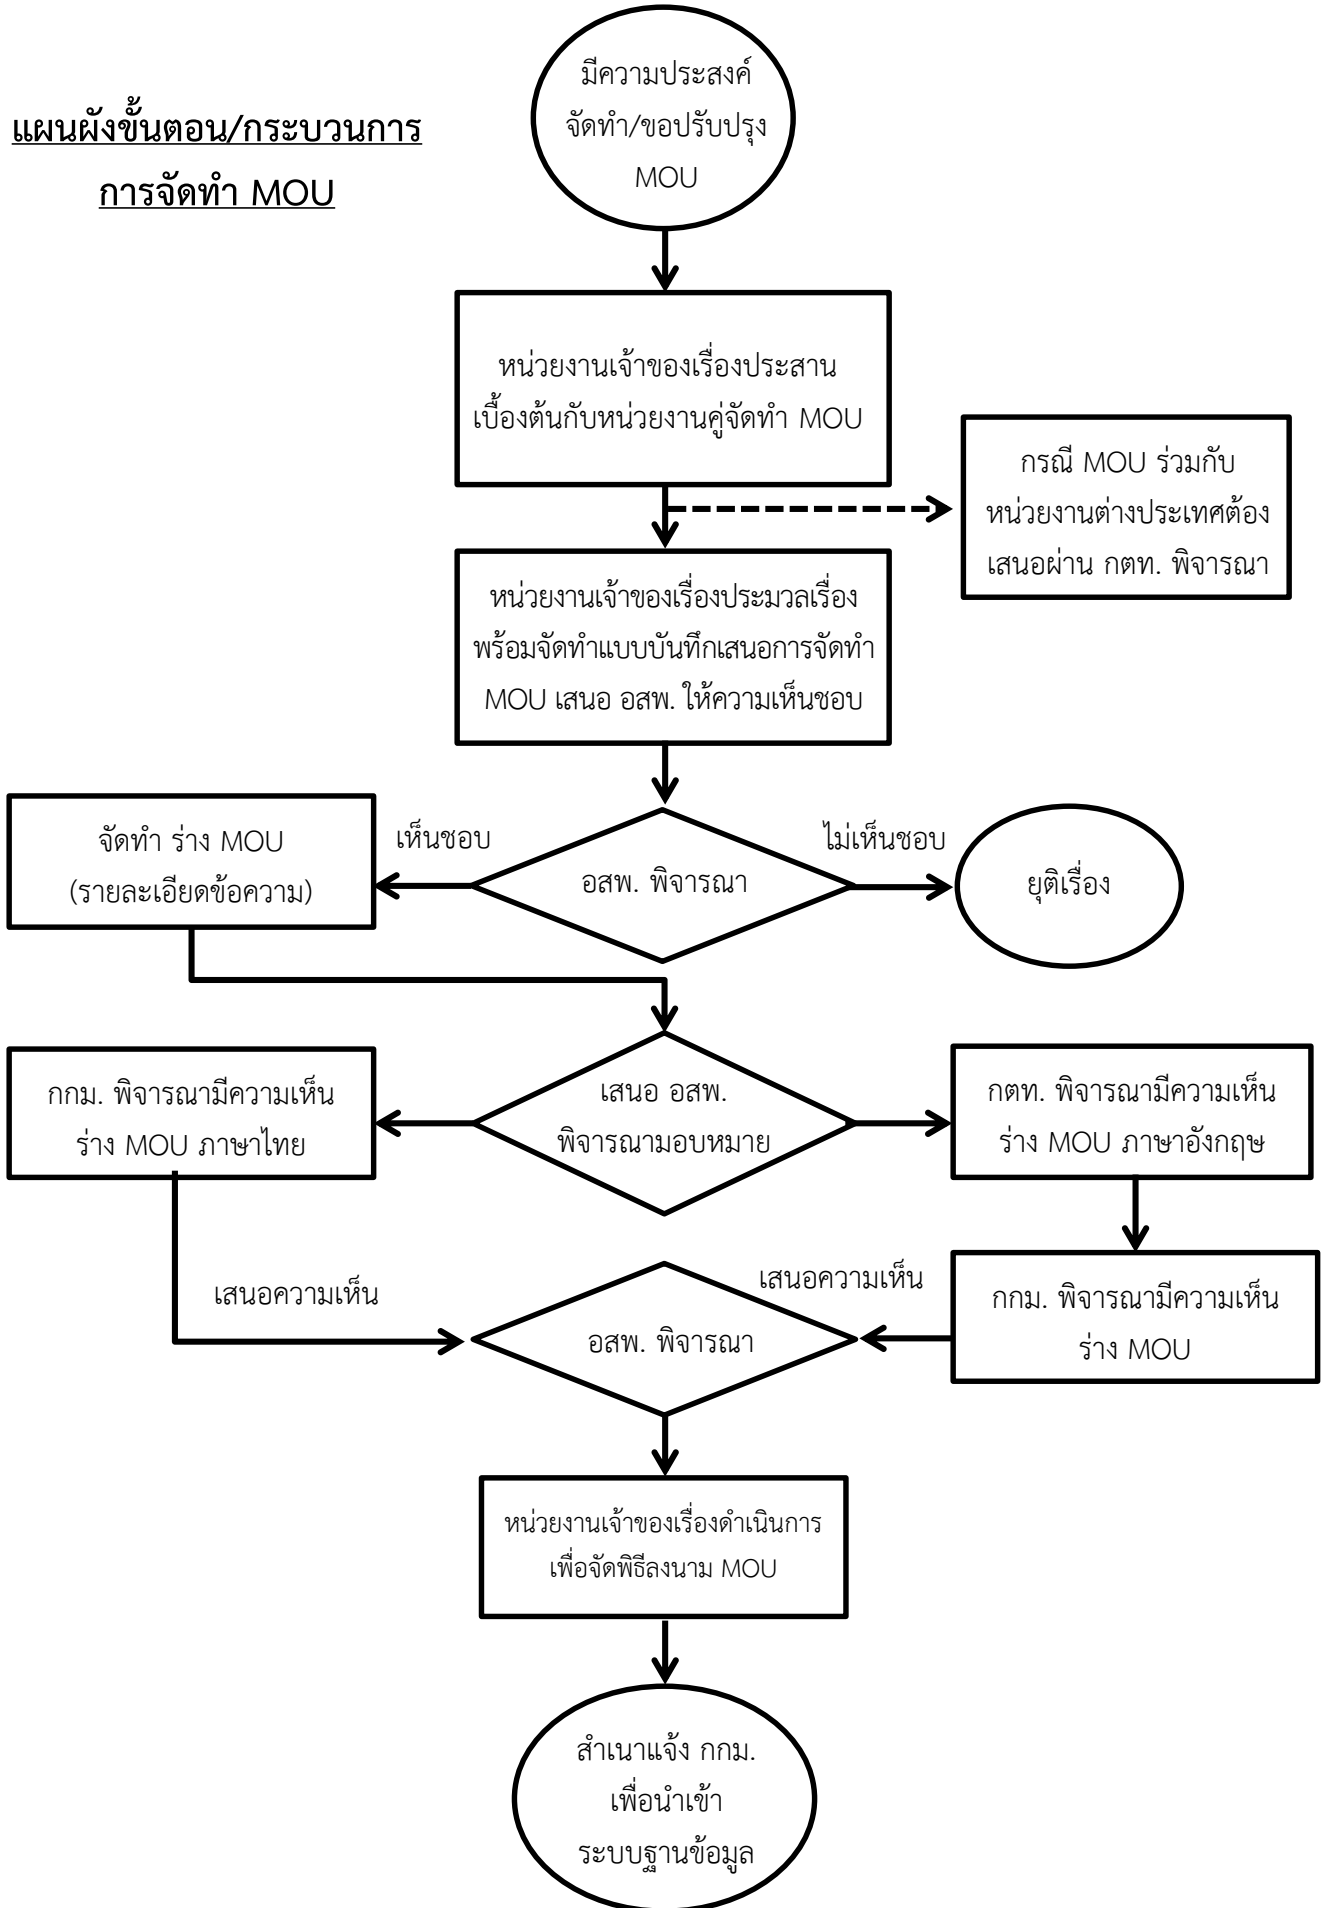 แผนผังขั้นตอน/กระบวนการ
การจัดทำ MOU
มีความประสงค์
จัดทำ/ขอปรับปรุง
MOU
หน่วยงานเจ้าของเรื่องประสาน
เบื้องต้นกับหน่วยงานคู่จัดทำ MOU
กรณี MOU ร่วมกับ
หน่วยงานต่างประเทศต้อง
เสนอผ่าน กตท. พิจารณา
หน่วยงานเจ้าของเรื่องประมวลเรื่อง
พร้อมจัดทำแบบบันทึกเสนอการจัดทำ
MOU เสนอ อสพ. ให้ความเห็นชอบ
จัดทำ ร่าง MOU
(รายละเอียดข้อความ)
เห็นชอบ
อสพ. พิจารณา
ไม่เห็นชอบ
ยุติเรื่อง
กกม. พิจารณามีความเห็น
ร่าง MOU ภาษาไทย
เสนอ อสพ.
พิจารณามอบหมาย
กตท. พิจารณามีความเห็น
ร่าง MOU ภาษาอังกฤษ
เสนอความเห็น
อสพ. พิจารณา
เสนอความเห็น
กกม. พิจารณามีความเห็น
ร่าง MOU
หน่วยงานเจ้าของเรื่องดำเนินการ
เพื่อจัดพิธีลงนาม MOU
สำเนาแจ้ง กกม.
เพื่อนำเข้า
ระบบฐานข้อมูล